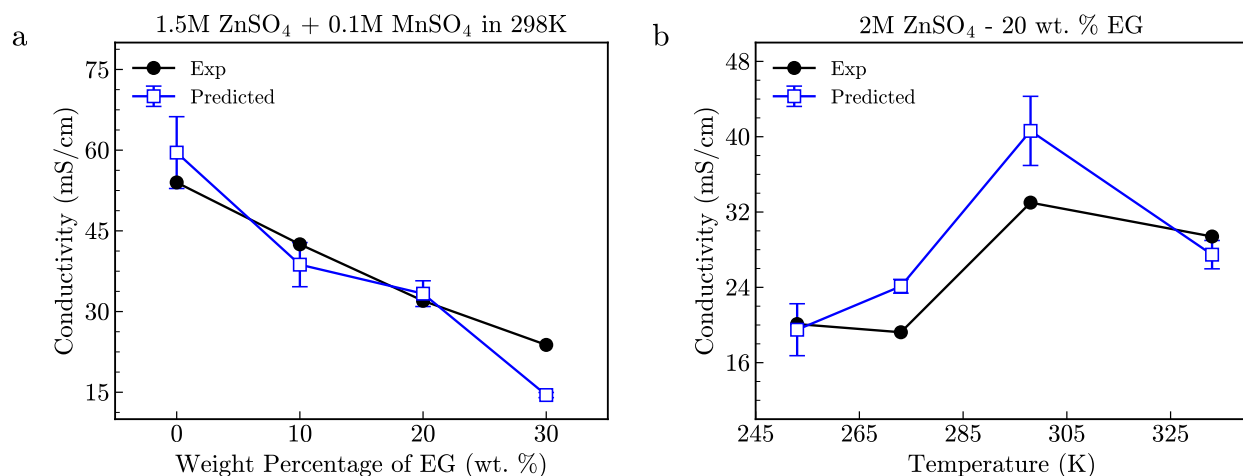 a
1.5M ZnSO₄ + 0.1M MnSO₄ in 298K
Exp
Predicted
75
60
45
30
15
Conductivity (mS/cm)
0 10 20 30
Weight Percentage of EG (wt. %)
b
2M ZnSO₄ - 20 wt. % EG
Exp
Predicted
48
40
32
24
16
Conductivity (mS/cm)
245 265 285 305 325
Temperature (K)